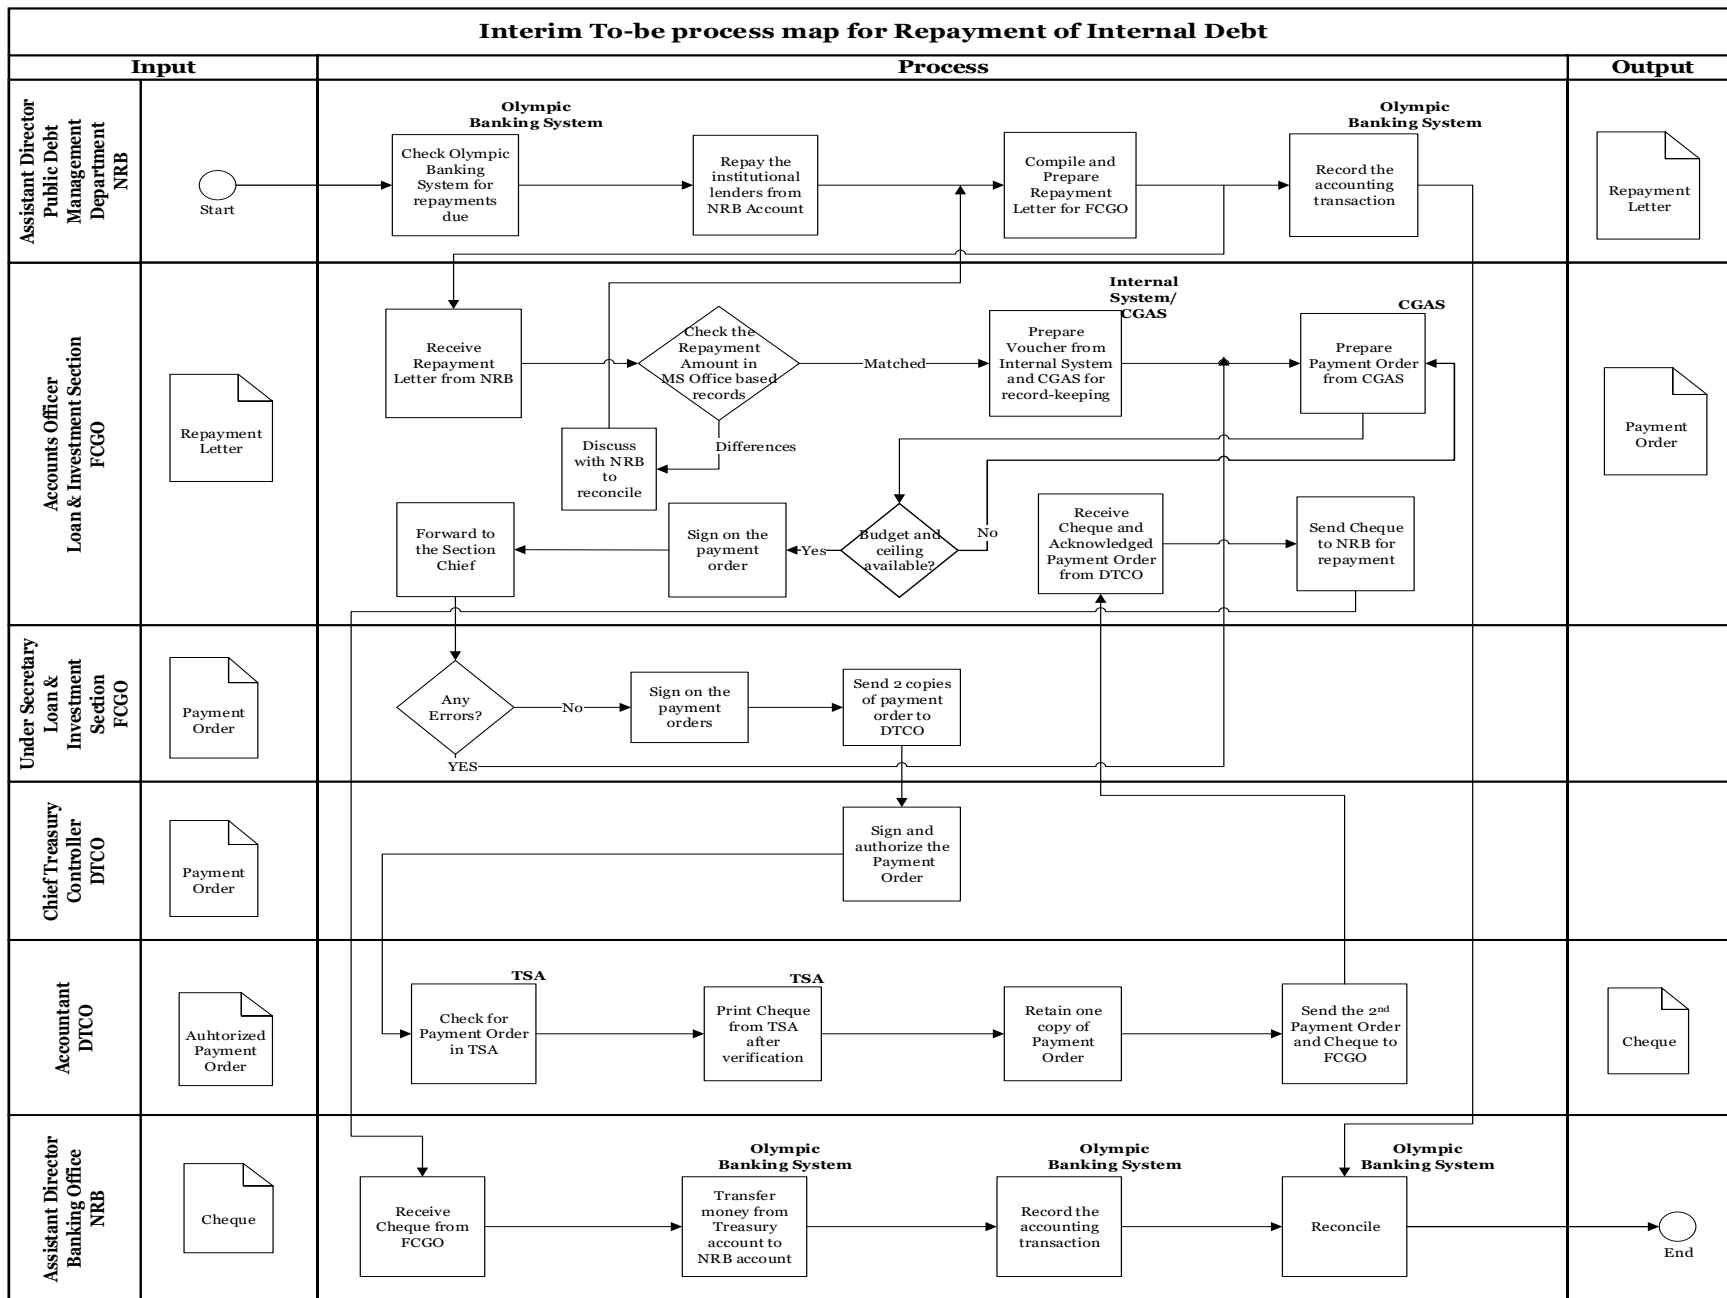 Interim To-be process map for Repayment of Internal Debt
Input
Process
Output
Assistant Director
Public Debt
Management
Department
NRB
Start
Olympic
Banking System
Check Olympic
Banking
System for
repayments
due
Repay the
institutional
lenders from
NRB Account
Compile and
Prepare
Repayment
Letter for FCGO
Olympic
Banking System
Record the
accounting
transaction
Repayment
Letter
Accounts Officer
Loan & Investment Section
FCGO
Repayment
Letter
Receive
Repayment
Letter from NRB
Check the
Repayment
Amount in
MS Office based
records
Matched
Differences
Discuss
with NRB
to
reconcile
Internal
System/
CGAS
Prepare
Voucher from
Internal System
and CGAS for
record-keeping
CGAS
Prepare
Payment Order
from CGAS
Payment
Order
Forward to
the Section
Chief
Sign on the
payment
order
Yes
Budget and
ceiling
available?
No
Receive
Cheque and
Acknowledged
Payment Order
from DTCO
Send Cheque
to NRB for
repayment
Under Secretary
Loan &
Investment
Section
FCGO
Payment
Order
Any
Errors?
No
YES
Sign on the
payment
orders
Send 2 copies
of payment
order to
DTCO
Chief Treasury
Controller
DTCO
Payment
Order
Sign and
authorize the
Payment
Order
Accountant
DTCO
Auhtorized
Payment
Order
TSA
Check for
Payment Order
in TSA
TSA
Print Cheque
from TSA
after
verification
Retain one
copy of
Payment
Order
Send the 2nd
Payment Order
and Cheque to
FCGO
Cheque
Assistant Director
Banking Office
NRB
Cheque
Receive
Cheque from
FCGO
Olympic
Banking System
Transfer
money from
Treasury
account to
NRB account
Olympic
Banking System
Record the
accounting
transaction
Olympic
Banking System
Reconcile
End